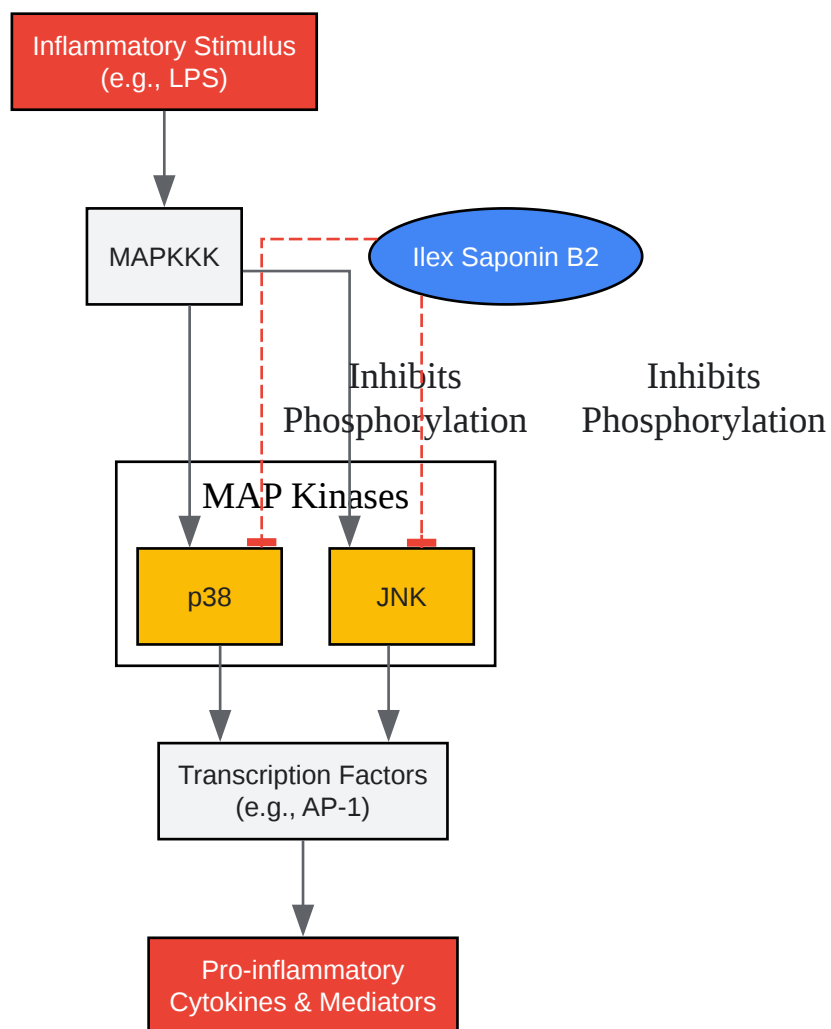 Inflammatory Stimulus
(e.g., LPS)
MAPKKK
Ilex Saponin B2
Inhibits
Phosphorylation
Inhibits
Phosphorylation
MAP Kinases
p38
JNK
Transcription Factors
(e.g., AP-1)
Pro-inflammatory
Cytokines & Mediators